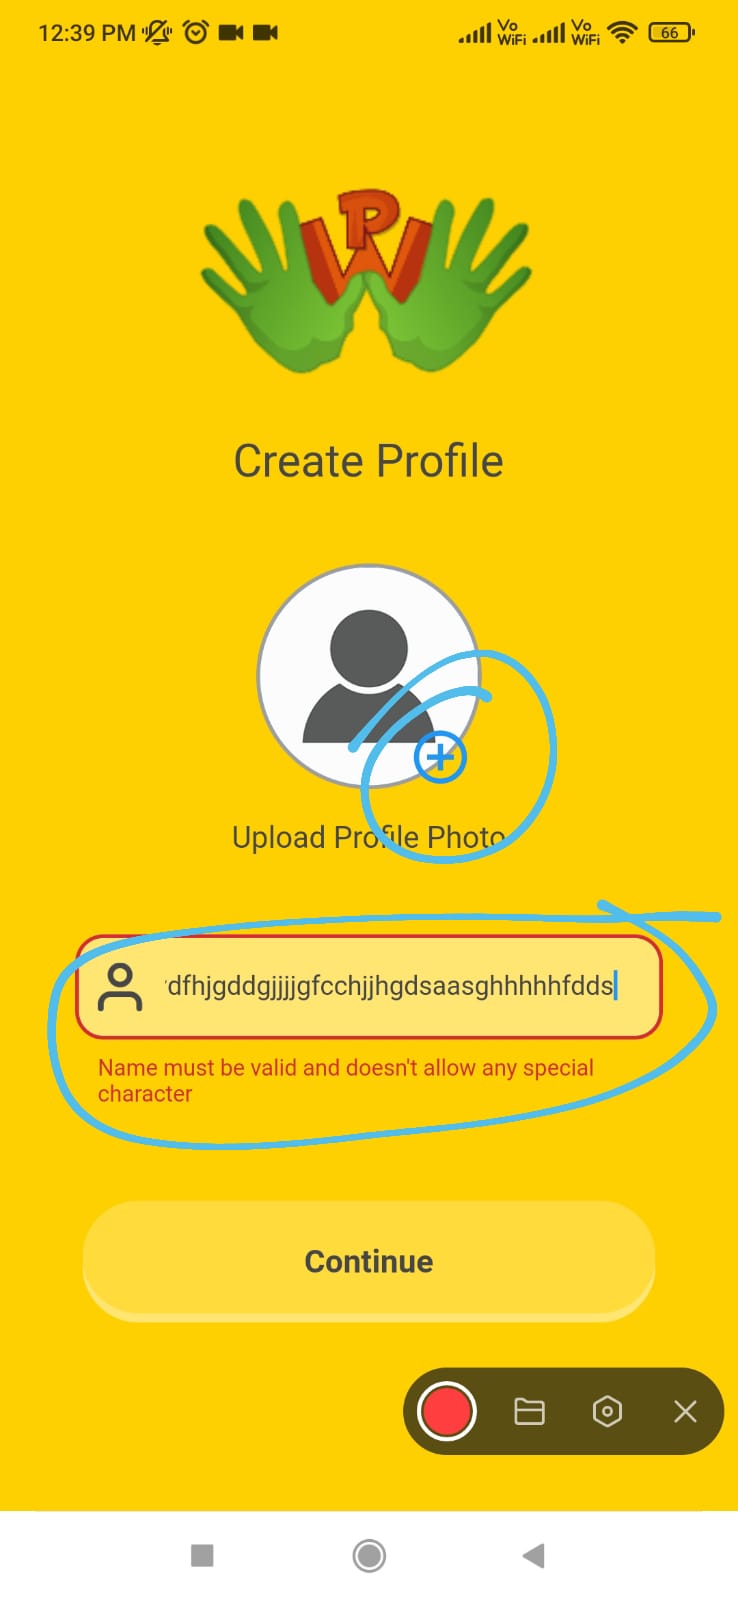 12:39 PM
Vo
WiFi
Vo
WiFi
66
PW
Create Profile
Upload Profile Photo
dfhjgddgjjjjgfcchjjhgdsaasghhhhhfdds
Name must be valid and doesn't allow any special
character
Continue